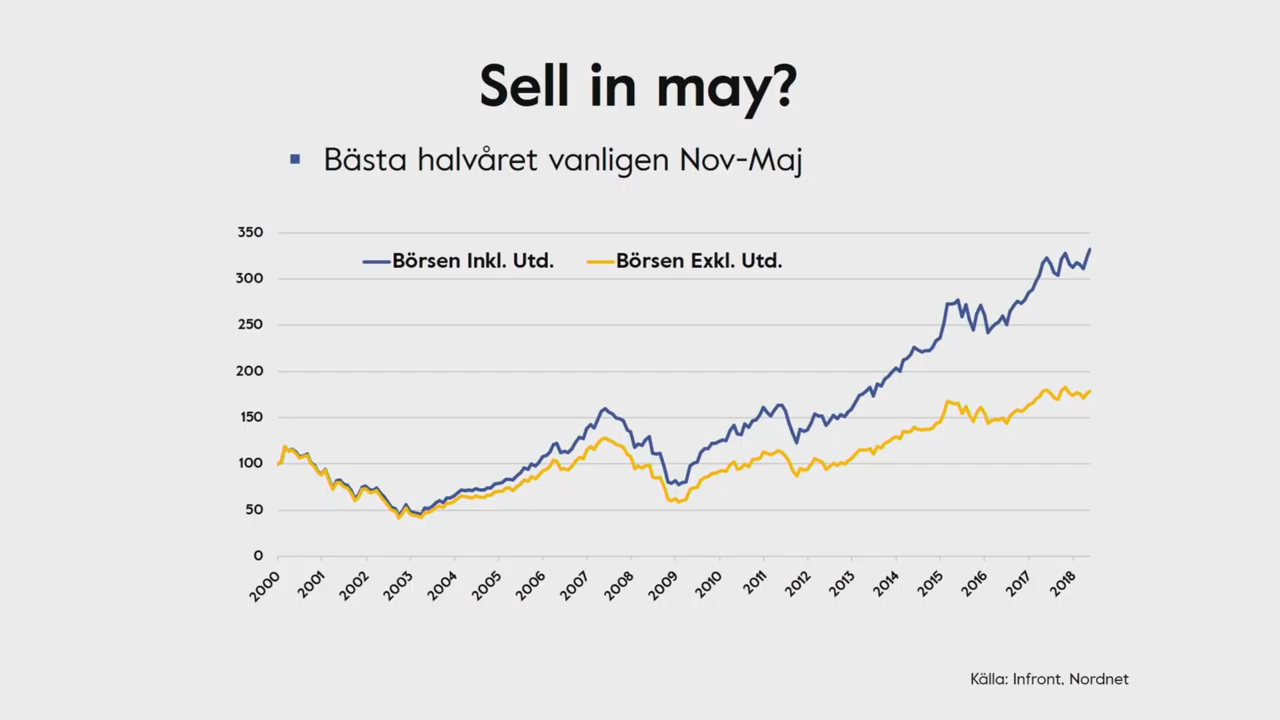 Sell in may?
▪ Bästa halvåret vanligen Nov-Maj
Börsen Inkl. Utd. Börsen Exkl. Utd.
350
300
250
200
150
100
50
0
2000 2001 2002 2003 2004 2005 2006 2007 2008 2009 2010 2011 2012 2013 2014 2015 2016 2017 2018
Källa: Infront, Nordnet